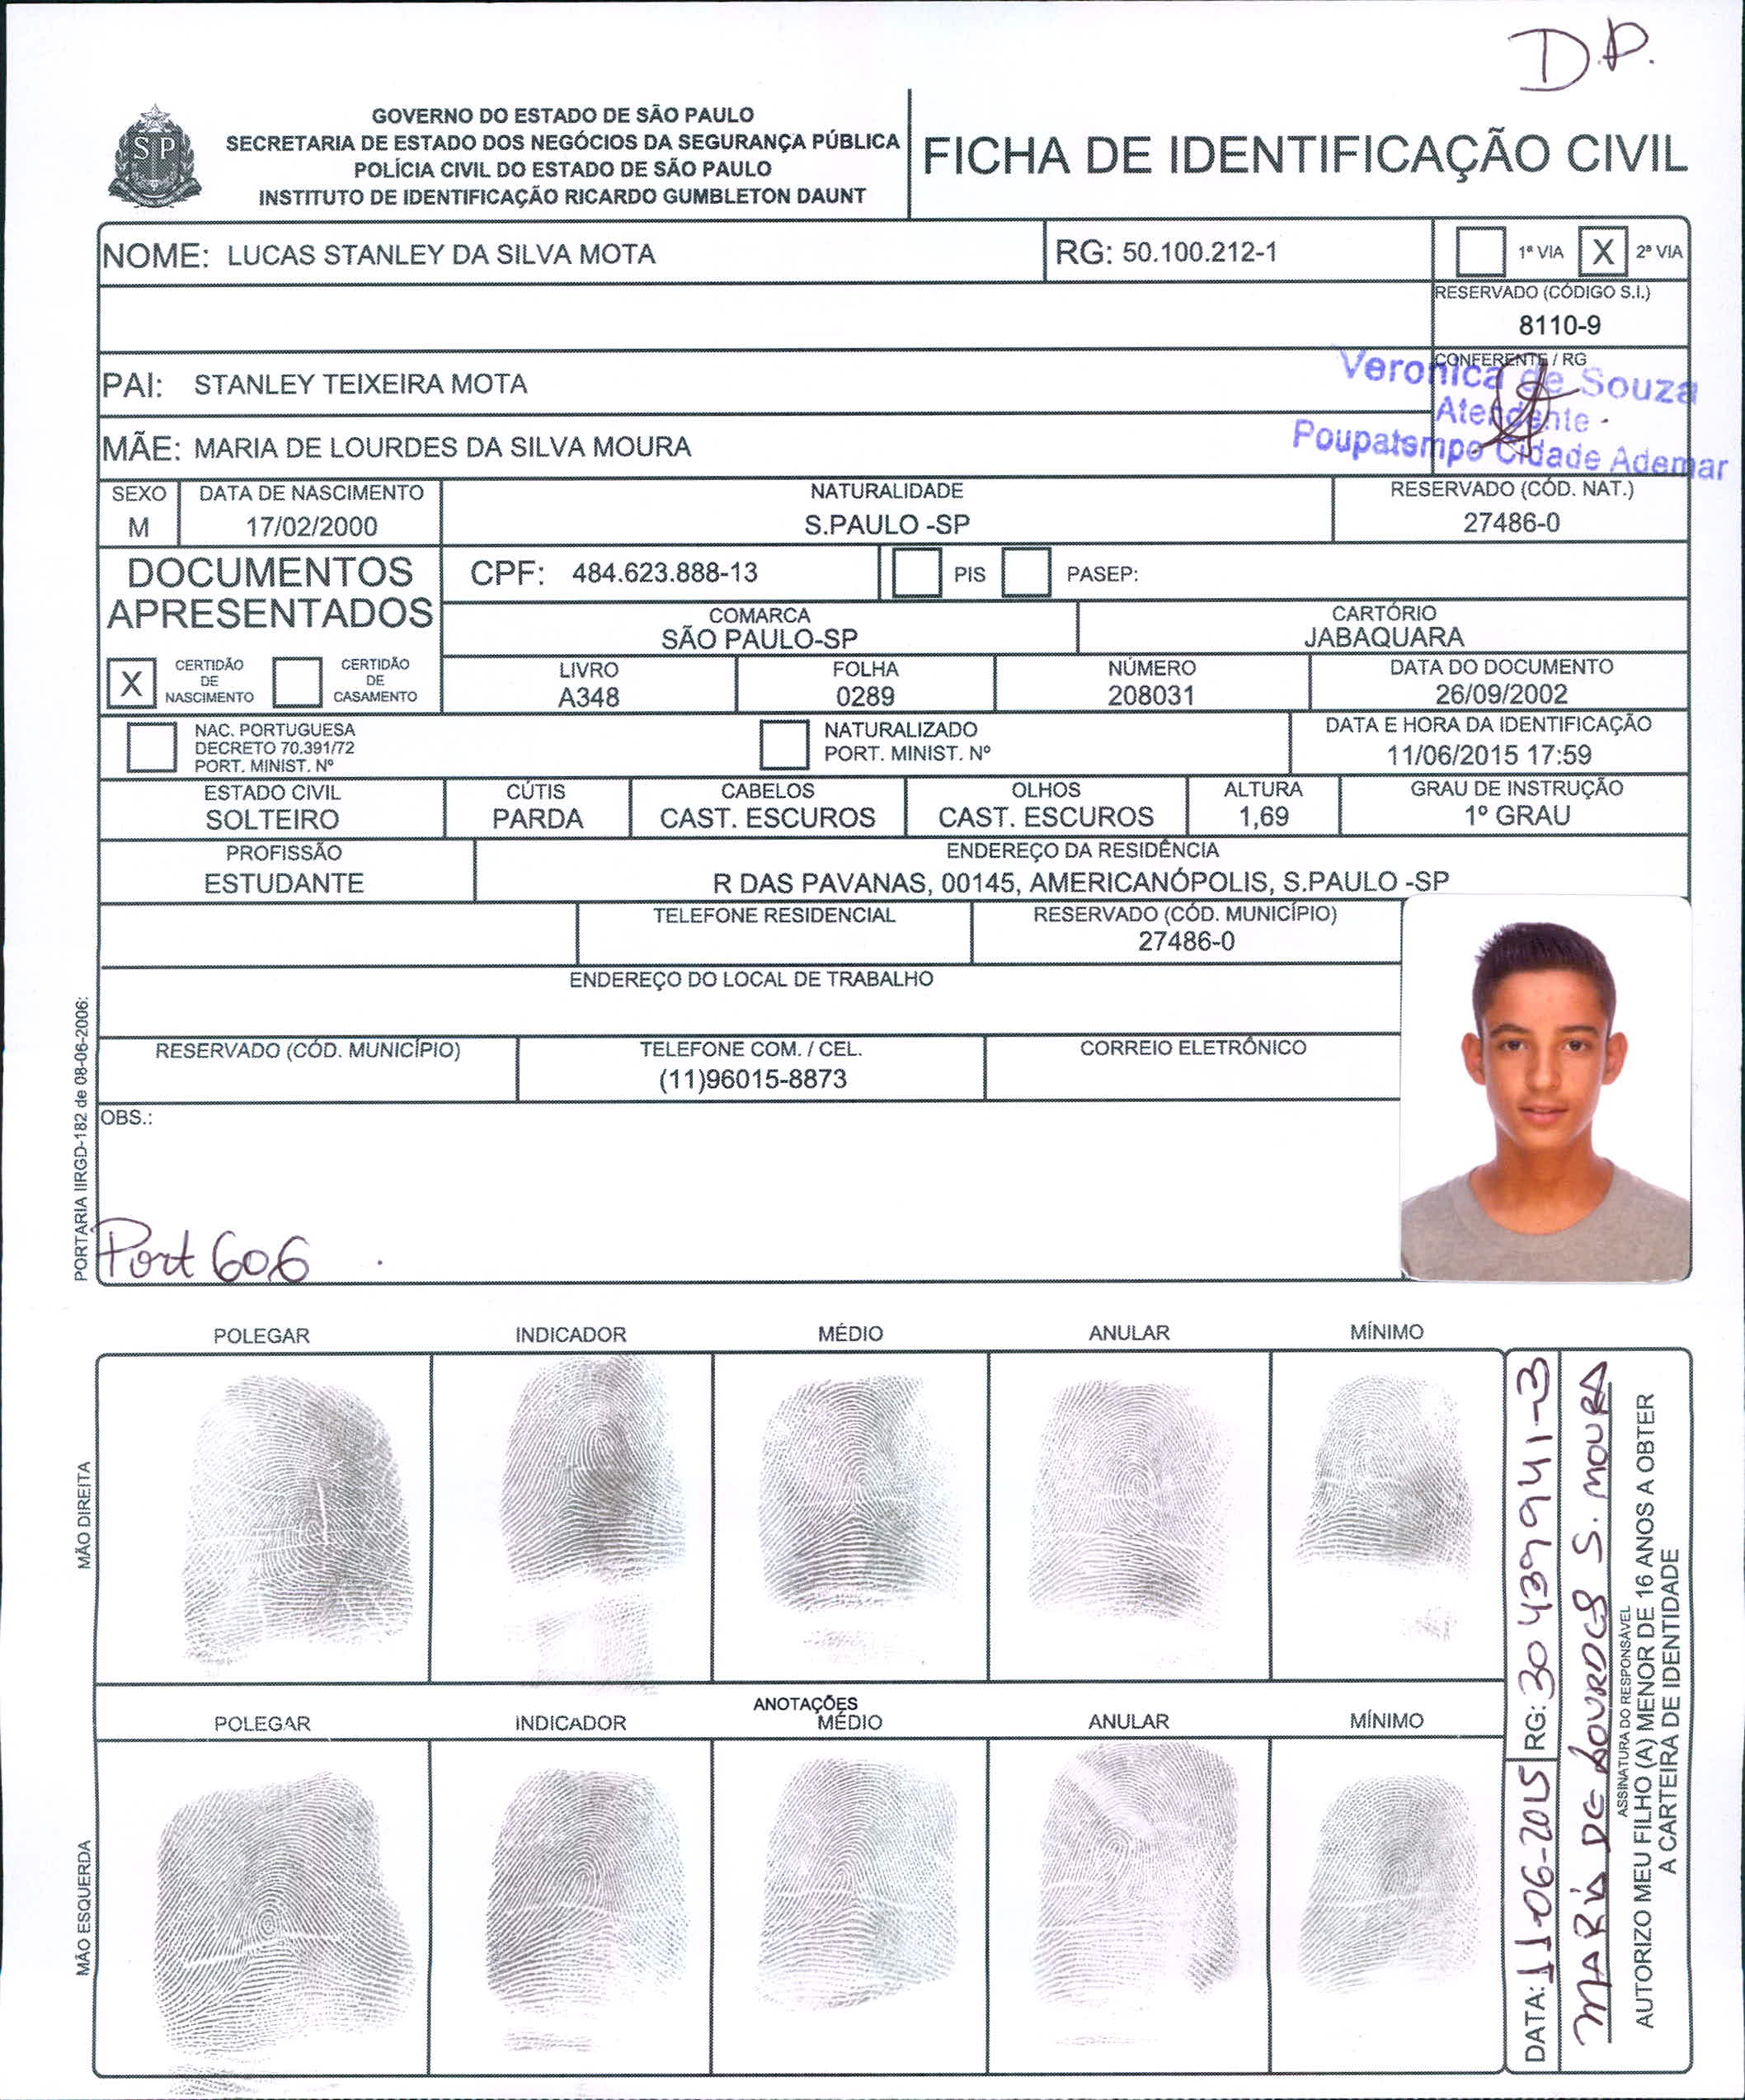 D.P.
SP
GOVERNO DO ESTADO DE SÃO PAULO
SECRETARIA DE ESTADO DOS NEGÓCIOS DA SEGURANÇA PÚBLICA
POLÍCIA CIVIL DO ESTADO DE SÃO PAULO
INSTITUTO DE IDENTIFICAÇÃO RICARDO GUMBLETON DAUNT
FICHA DE IDENTIFICAÇÃO CIVIL
NOME: LUCAS STANLEY DA SILVA MOTA
RG: 50.100.212-1
1ª VIA X 2ª VIA
RESERVADO (CÓDIGO S.I.)
8110-9
PAI: STANLEY TEIXEIRA MOTA
CONFERENTE / RG
Veronica de Souza
Atendente
Poupatempo Cidade Ademar
MÃE: MARIA DE LOURDES DA SILVA MOURA
SEXO
M
DATA DE NASCIMENTO
17/02/2000
NATURALIDADE
S.PAULO -SP
RESERVADO (CÓD. NAT.)
27486-0
DOCUMENTOS
APRESENTADOS
CPF: 484.623.888-13
PIS
PASEP:
COMARCA
SÃO PAULO-SP
CARTÓRIO
JABAQUARA
X CERTIDÃO
DE
NASCIMENTO
CERTIDÃO
DE
CASAMENTO
LIVRO
A348
FOLHA
0289
NÚMERO
208031
DATA DO DOCUMENTO
26/09/2002
NAC. PORTUGUESA
DECRETO 70.391/72
PORT. MINIST. Nº
NATURALIZADO
PORT. MINIST. Nº
DATA E HORA DA IDENTIFICAÇÃO
11/06/2015 17:59
ESTADO CIVIL
SOLTEIRO
CÚTIS
PARDA
CABELOS
CAST. ESCUROS
OLHOS
CAST. ESCUROS
ALTURA
1,69
GRAU DE INSTRUÇÃO
1º GRAU
PROFISSÃO
ESTUDANTE
ENDEREÇO DA RESIDÊNCIA
R DAS PAVANAS, 00145, AMERICANÓPOLIS, S.PAULO -SP
TELEFONE RESIDENCIAL
RESERVADO (CÓD. MUNICÍPIO)
27486-0
ENDEREÇO DO LOCAL DE TRABALHO
RESERVADO (CÓD. MUNICÍPIO)
TELEFONE COM. / CEL.
(11)96015-8873
CORREIO ELETRÔNICO
OBS.:
Port 606
PORTARIA IIRGD-182 de 08-06-2006:
POLEGAR INDICADOR MÉDIO ANULAR MÍNIMO
MÃO DIREITA
ANOTAÇÕES
POLEGAR INDICADOR MÉDIO ANULAR MÍNIMO
MÃO ESQUERDA
DATA: 11-06-2015 RG: 30 439941-3
MARIA DE LOURDES S. MOURA
ASSINATURA DO RESPONSÁVEL
AUTORIZO MEU FILHO (A) MENOR DE 16 ANOS A OBTER
A CARTEIRA DE IDENTIDADE